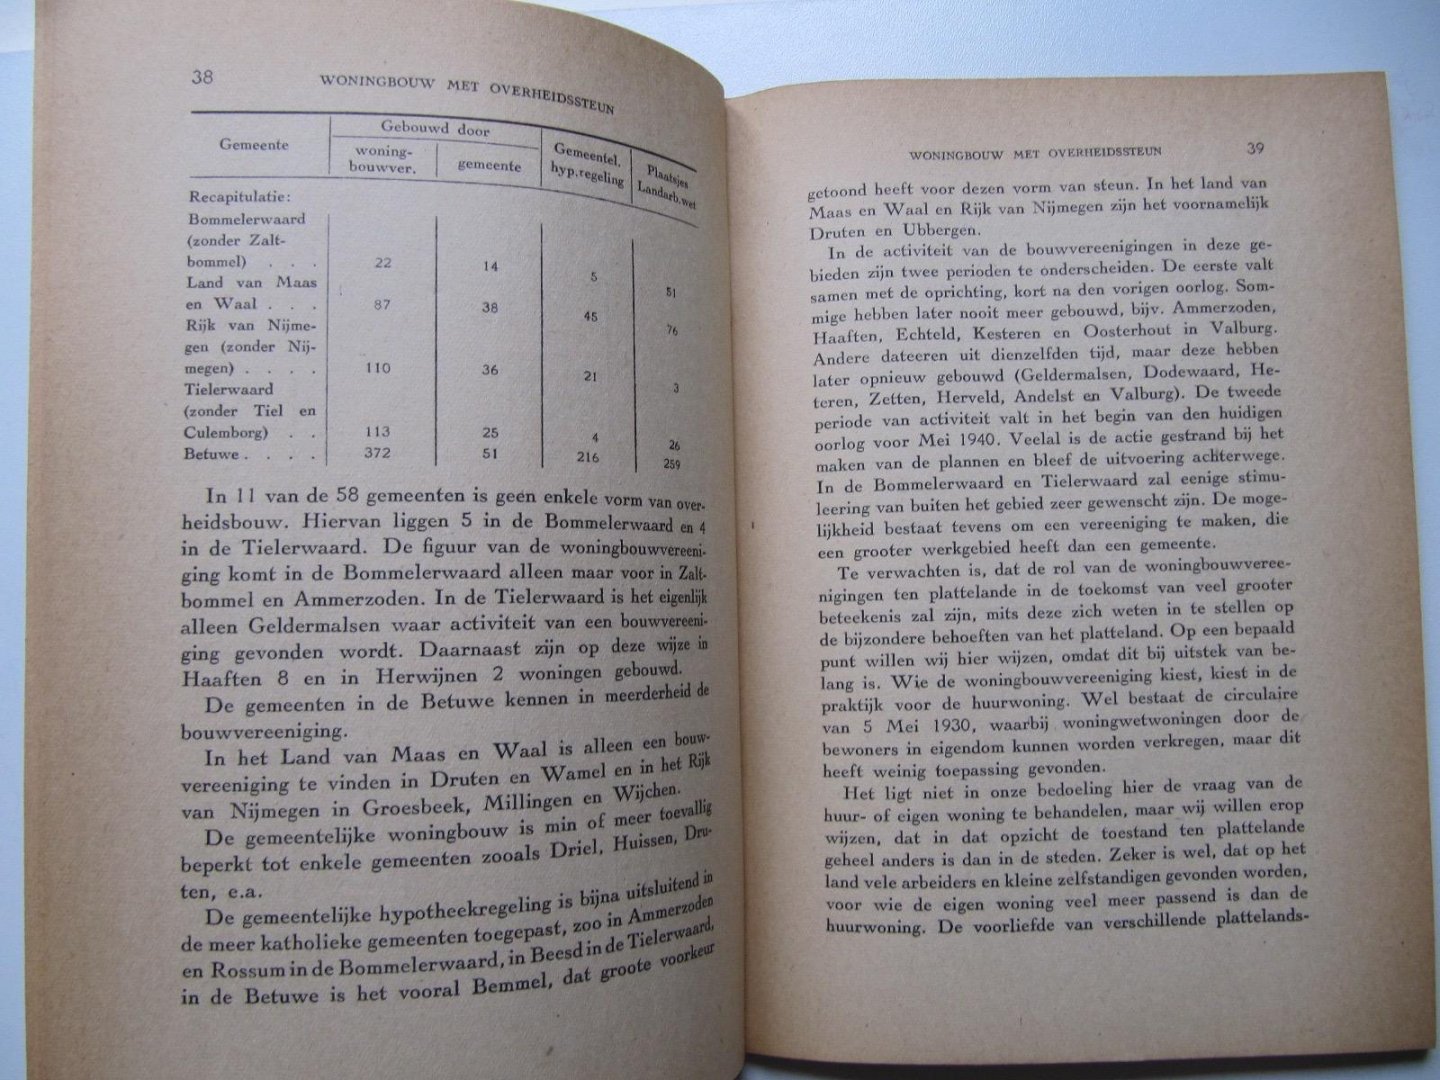 38 WONINGBOUW MET OVERHEIDSSTEUN
Gemeente | Gebouwd door | Gemeentel. hyp.regeling | Plaatsjes Landarb.wet
woning-bouwver. | gemeente
Recapitulatie:
Bommelerwaard
(zonder Zalt-
bommel) . . . 22 14 5 51
Land van Maas
en Waal . . . 87 38 45 76
Rijk van Nijme-
gen (zonder Nij-
megen) . . . . 110 36 21 3
Tielerwaard
(zonder Tiel en
Culemborg) . . 113 25 4 26
Betuwe . . . . 372 51 216 259
In 11 van de 58 gemeenten is geen enkele vorm van over-
heidsbouw. Hiervan liggen 5 in de Bommelerwaard en 4
in de Tielerwaard. De figuur van de woningbouwvereeni-
ging komt in de Bommelerwaard alleen maar voor in Zalt-
bommel en Ammerzoden. In de Tielerwaard is het eigenlijk
alleen Geldermalsen waar activiteit van een bouwvereeni-
ging gevonden wordt. Daarnaast zijn op deze wijze in
Haaften 8 en in Herwijnen 2 woningen gebouwd.
De gemeenten in de Betuwe kennen in meerderheid de
bouwvereeniging.
In het Land van Maas en Waal is alleen een bouw-
vereeniging te vinden in Druten en Wamel en in het Rijk
van Nijmegen in Groesbeek, Millingen en Wijchen.
De gemeentelijke woningbouw is min of meer toevallig
beperkt tot enkele gemeenten zooals Driel, Huissen, Dru-
ten, e.a.
De gemeentelijke hypotheekregeling is bijna uitsluitend in
de meer katholieke gemeenten toegepast, zoo in Ammerzoden
en Rossum in de Bommelerwaard, in Beesd in de Tielerwaard,
in de Betuwe is het vooral Bemmel, dat groote voorkeur
WONINGBOUW MET OVERHEIDSSTEUN 39
getoond heeft voor dezen vorm van steun. In het land van
Maas en Waal en Rijk van Nijmegen zijn het voornamelijk
Druten en Ubbergen.
In de activiteit van de bouwvereenigingen in deze ge-
bieden zijn twee perioden te onderscheiden. De eerste valt
samen met de oprichting, kort na den vorigen oorlog. Som-
mige hebben later nooit meer gebouwd, bijv. Ammerzoden,
Haaften, Echteld, Kesteren en Oosterhout in Valburg.
Andere dateeren uit dienzelfden tijd, maar deze hebben
later opnieuw gebouwd (Geldermalsen, Dodewaard, He-
teren, Zetten, Herveld, Andelst en Valburg). De tweede
periode van activiteit valt in het begin van den huidigen
oorlog voor Mei 1940. Veelal is de actie gestrand bij het
maken van de plannen en bleef de uitvoering achterwege.
In de Bommelerwaard en Tielerwaard zal eenige stimu-
leering van buiten het gebied zeer gewenscht zijn. De moge-
lijkheid bestaat tevens om een vereeniging te maken, die
een grooter werkgebied heeft dan een gemeente.
Te verwachten is, dat de rol van de woningbouwveree-
nigingen ten plattelande in de toekomst van veel grooter
beteekenis zal zijn, mits deze zich weten in te stellen op
de bijzondere behoeften van het platteland. Op een bepaald
punt willen wij hier wijzen, omdat dit bij uitstek van be-
lang is. Wie de woningbouwvereeniging kiest, kiest in de
praktijk voor de huurwoning. Wel bestaat de circulaire
van 5 Mei 1930, waarbij woningwetwoningen door de
bewoners in eigendom kunnen worden verkregen, maar dit
heeft weinig toepassing gevonden.
Het ligt niet in onze bedoeling hier de vraag van de
huur- of eigen woning te behandelen, maar wij willen erop
wijzen, dat in dat opzicht de toestand ten plattelande
geheel anders is dan in de steden. Zeker is wel, dat op het
land vele arbeiders en kleine zelfstandigen gevonden worden,
voor wie de eigen woning veel meer passend is dan de
huurwoning. De voorliefde van verschillende plattelands-